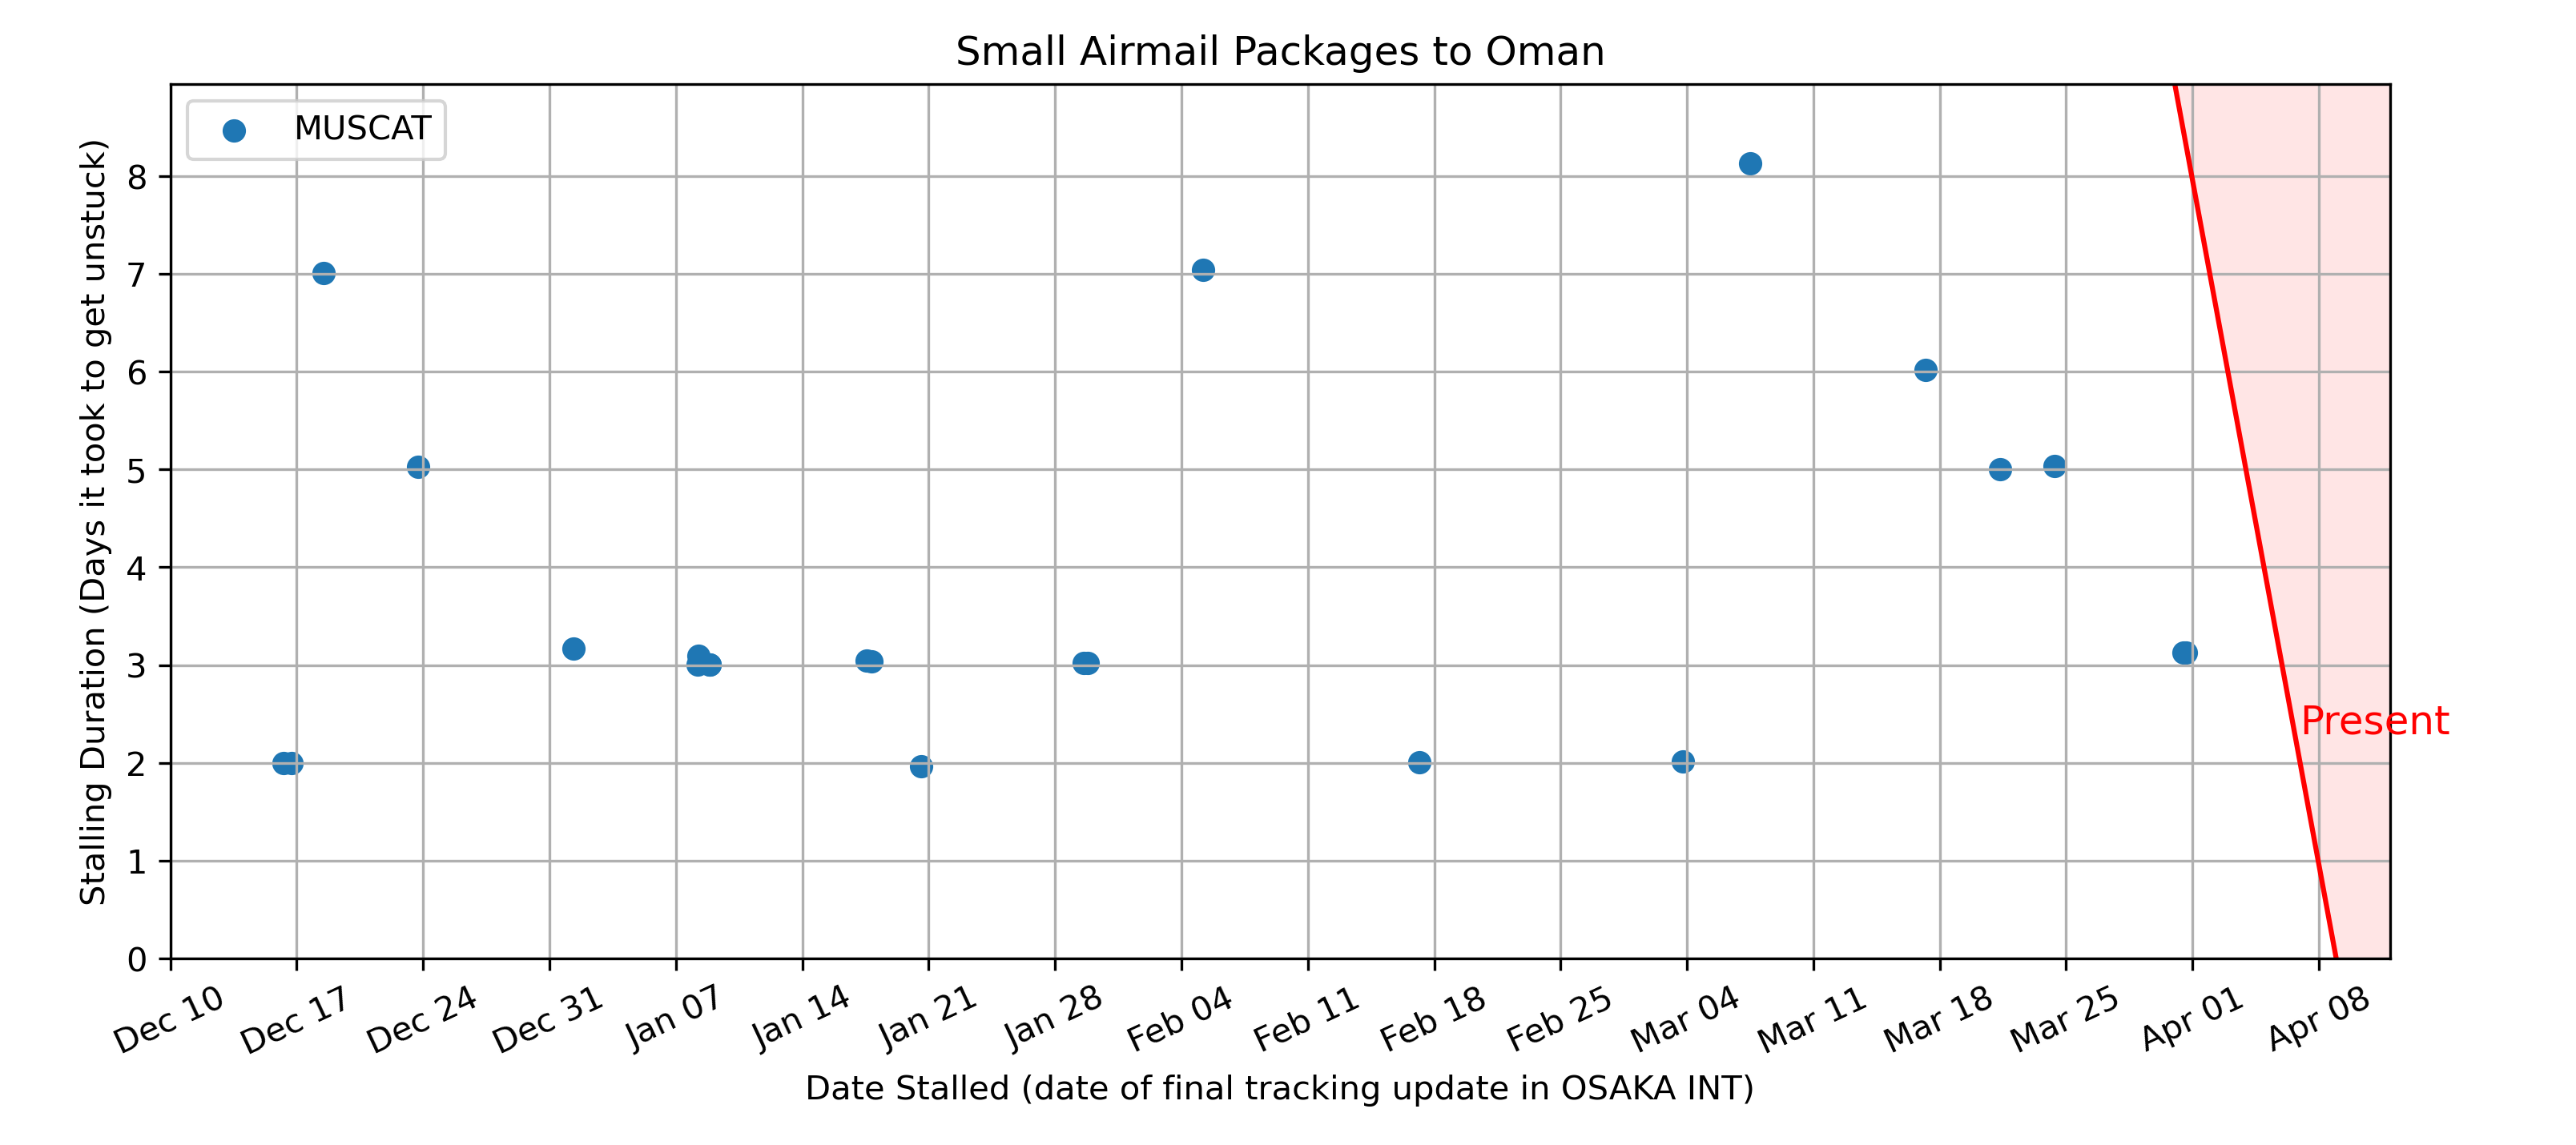 Small Airmail Packages to Oman
MUSCAT
Stalling Duration (Days it took to get unstuck)
8
7
6
5
4
3
2
1
0
Present
Dec 10
Dec 17
Dec 24
Dec 31
Jan 07
Jan 14
Jan 21
Jan 28
Feb 04
Feb 11
Feb 18
Feb 25
Mar 04
Mar 11
Mar 18
Mar 25
Apr 01
Apr 08
Date Stalled (date of final tracking update in OSAKA INT)